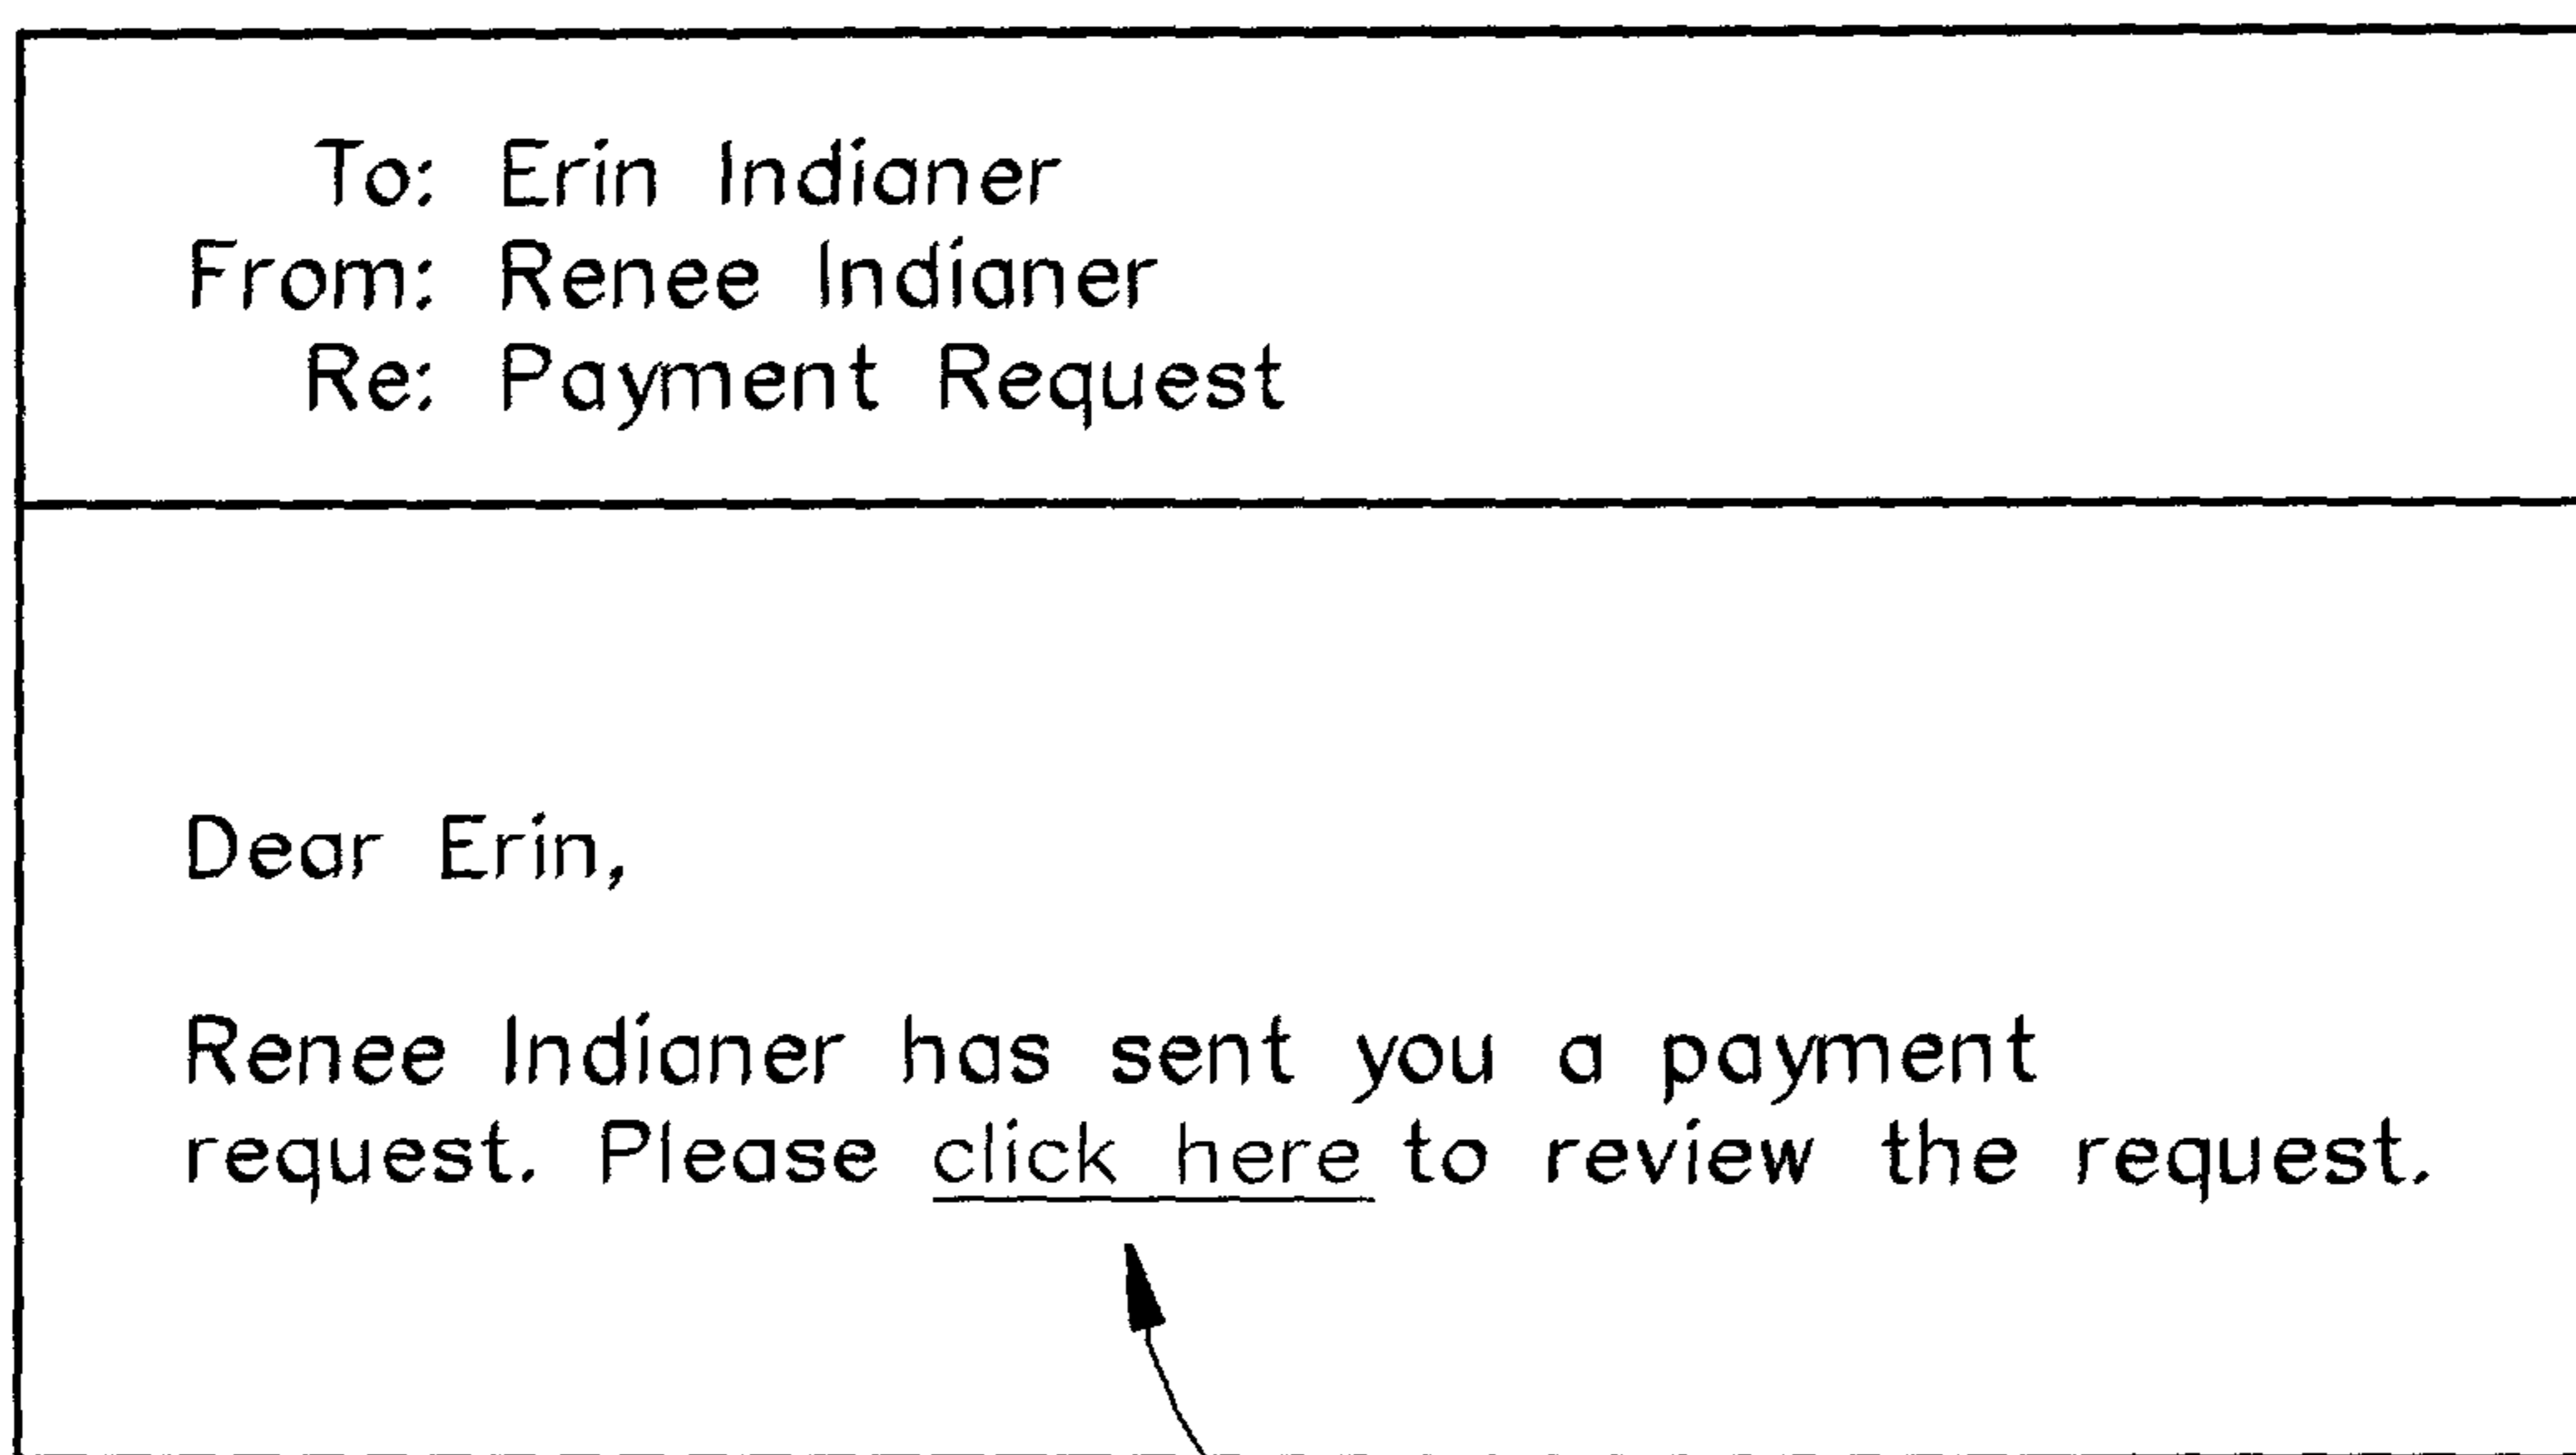 To: Erin Indianer
From: Renee Indianer
Re: Payment Request
Dear Erin,
Renee Indianer has sent you a payment
request. Please click here to review the request.